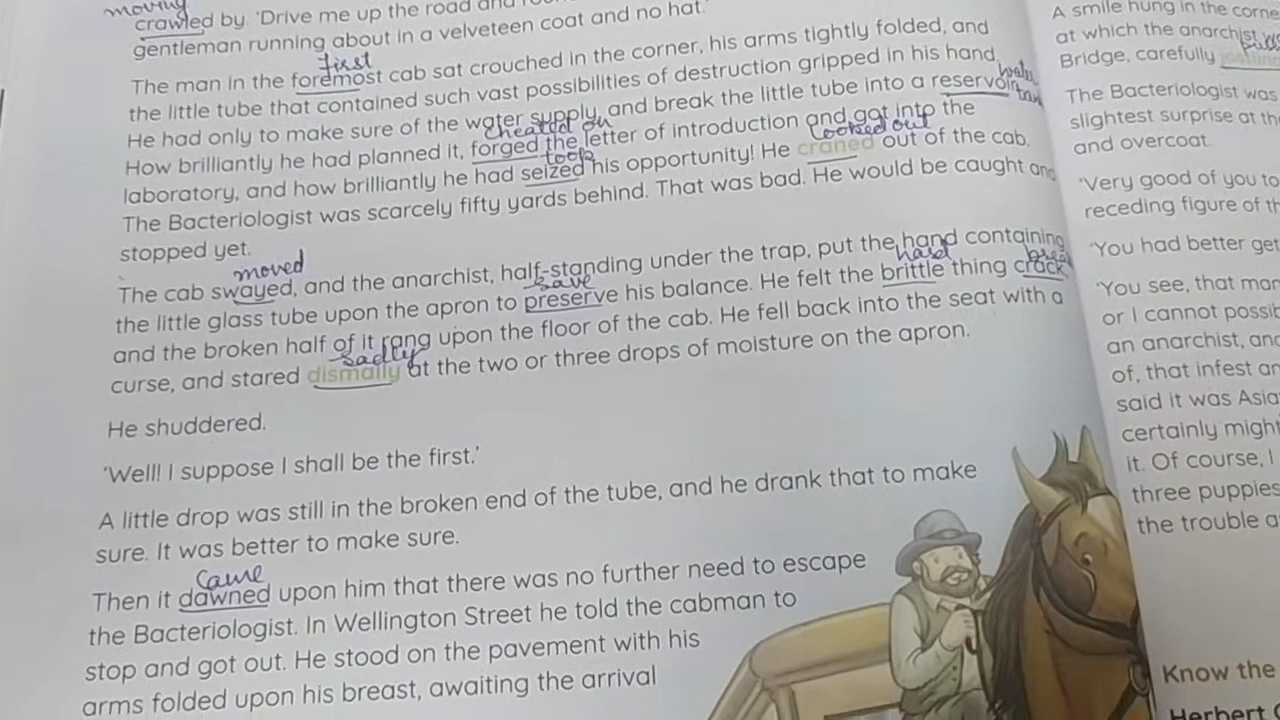 moving
crawled by. 'Drive me up the road and
gentleman running about in a velveteen coat and no hat.'
first
The man in the foremost cab sat crouched in the corner, his arms tightly folded, and
the little tube that contained such vast possibilities of destruction gripped in his hand.
water
He had only to make sure of the water supply, and break the little tube into a reservoir.
cheated on
How brilliantly he had planned it, forged the letter of introduction and got into the
took looked out
laboratory, and how brilliantly he had seized his opportunity! He craned out of the cab.
The Bacteriologist was scarcely fifty yards behind. That was bad. He would be caught and
stopped yet.
moved
The cab swayed, and the anarchist, half-standing under the trap, put the hand containing
save hard break
the little glass tube upon the apron to preserve his balance. He felt the brittle thing crack
and the broken half of it rang upon the floor of the cab. He fell back into the seat with a
sadly
curse, and stared dismally at the two or three drops of moisture on the apron.
He shuddered.
'Well! I suppose I shall be the first.'
A little drop was still in the broken end of the tube, and he drank that to make
sure. It was better to make sure.
came
Then it dawned upon him that there was no further need to escape
the Bacteriologist. In Wellington Street he told the cabman to
stop and got out. He stood on the pavement with his
arms folded upon his breast, awaiting the arrival
A smile hung in the corne
at which the anarchist
Bridge, carefully
The Bacteriologist was
slightest surprise at th
and overcoat.
'Very good of you to
receding figure of th
'You had better get
'You see, that man
or I cannot possib
an anarchist, and
of, that infest an
said it was Asia
certainly might
it. Of course, I
three puppies
the trouble a
Know the
Herbert G